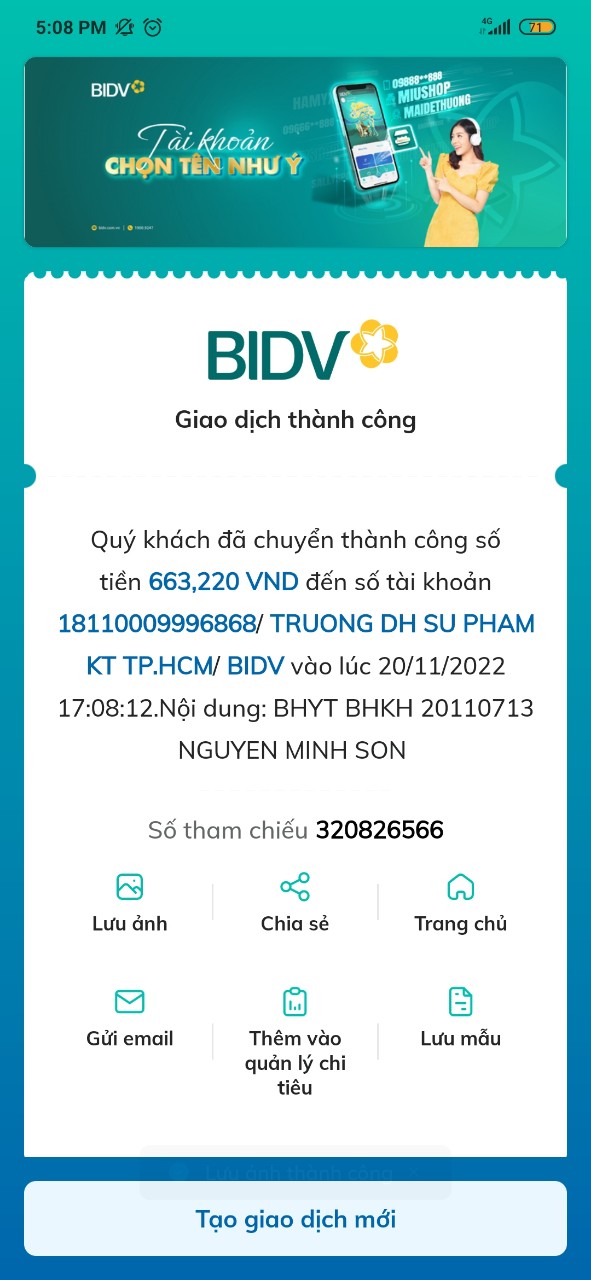 5:08 PM
4G
71
BIDV
09888**888
MIUSHOP
MAIDETHUONG
Tài khoản
CHỌN TÊN NHƯ Ý
BIDV
Giao dịch thành công
Quý khách đã chuyển thành công số
tiền 663,220 VND đến số tài khoản
18110009996868/ TRUONG DH SU PHAM
KT TP.HCM/ BIDV vào lúc 20/11/2022
17:08:12.Nội dung: BHYT BHKH 20110713
NGUYEN MINH SON
Số tham chiếu 320826566
Lưu ảnh
Chia sẻ
Trang chủ
Gửi email
Thêm vào
quản lý chi
tiêu
Lưu mẫu
Lưu ảnh thành công
Tạo giao dịch mới